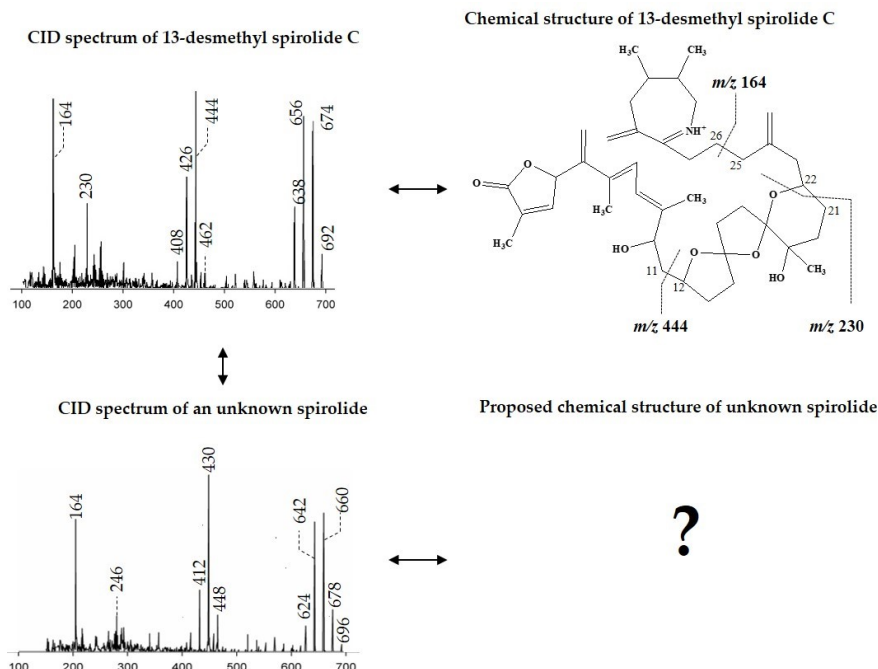 CID spectrum of 13-desmethyl spirolide C
164
230
408
426
444
462
638
656
674
692
100 200 300 400 500 600 700
Chemical structure of 13-desmethyl spirolide C
H₃C CH₃
m/z 164
NH⁺
26
25
22
21
O
O
O
H₃C
CH₃
H₃C
HO
11
12
O
O
HO
CH₃
m/z 444
m/z 230
CID spectrum of an unknown spirolide
164
246
412
430
448
624
642
660
678
696
100 200 300 400 500 600 700
Proposed chemical structure of unknown spirolide
?